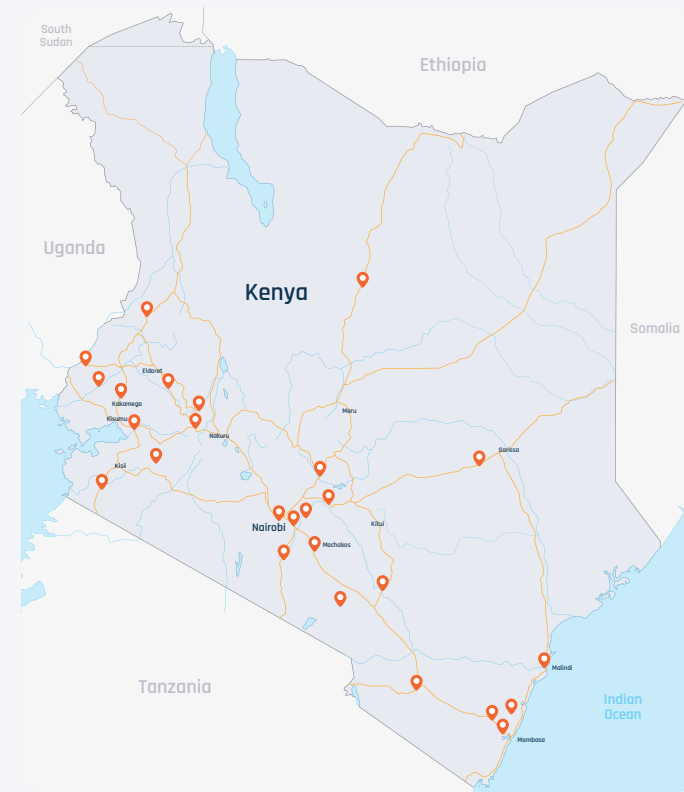 South
Sudan
Ethiopia
Uganda
Kenya
Somalia
Eldoret
Kakamega
Kisumu
Meru
Nakuru
Garissa
Kisii
Kitui
Nairobi
Machakos
Malindi
Tanzania
Indian
Ocean
Mombasa